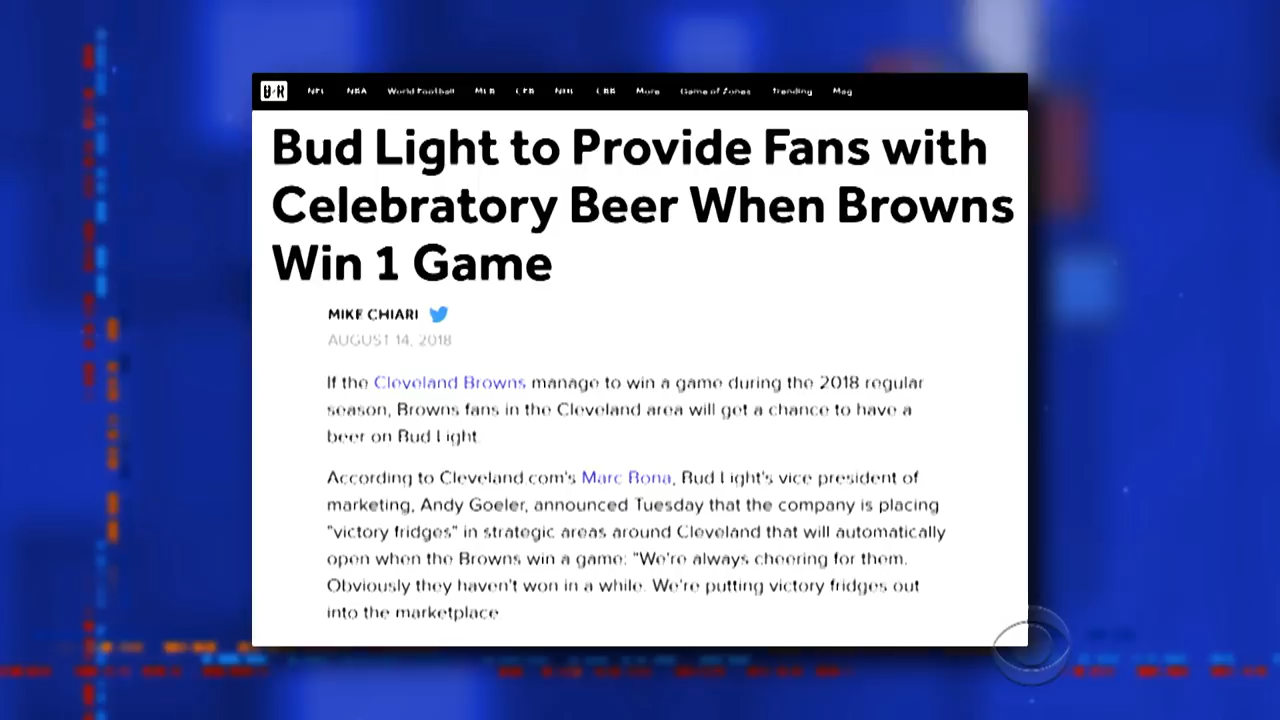 B/R NFL NBA World Football MLB CFB NHL CBB More Game of Zones Trending Mag
Bud Light to Provide Fans with
Celebratory Beer When Browns
Win 1 Game
MIKE CHIARI
AUGUST 14, 2018
If the Cleveland Browns manage to win a game during the 2018 regular
season, Browns fans in the Cleveland area will get a chance to have a
beer on Bud Light.
According to Cleveland.com's Marc Bona, Bud Light's vice president of
marketing, Andy Goeler, announced Tuesday that the company is placing
"victory fridges" in strategic areas around Cleveland that will automatically
open when the Browns win a game: "We're always cheering for them.
Obviously they haven't won in a while. We're putting victory fridges out
into the marketplace